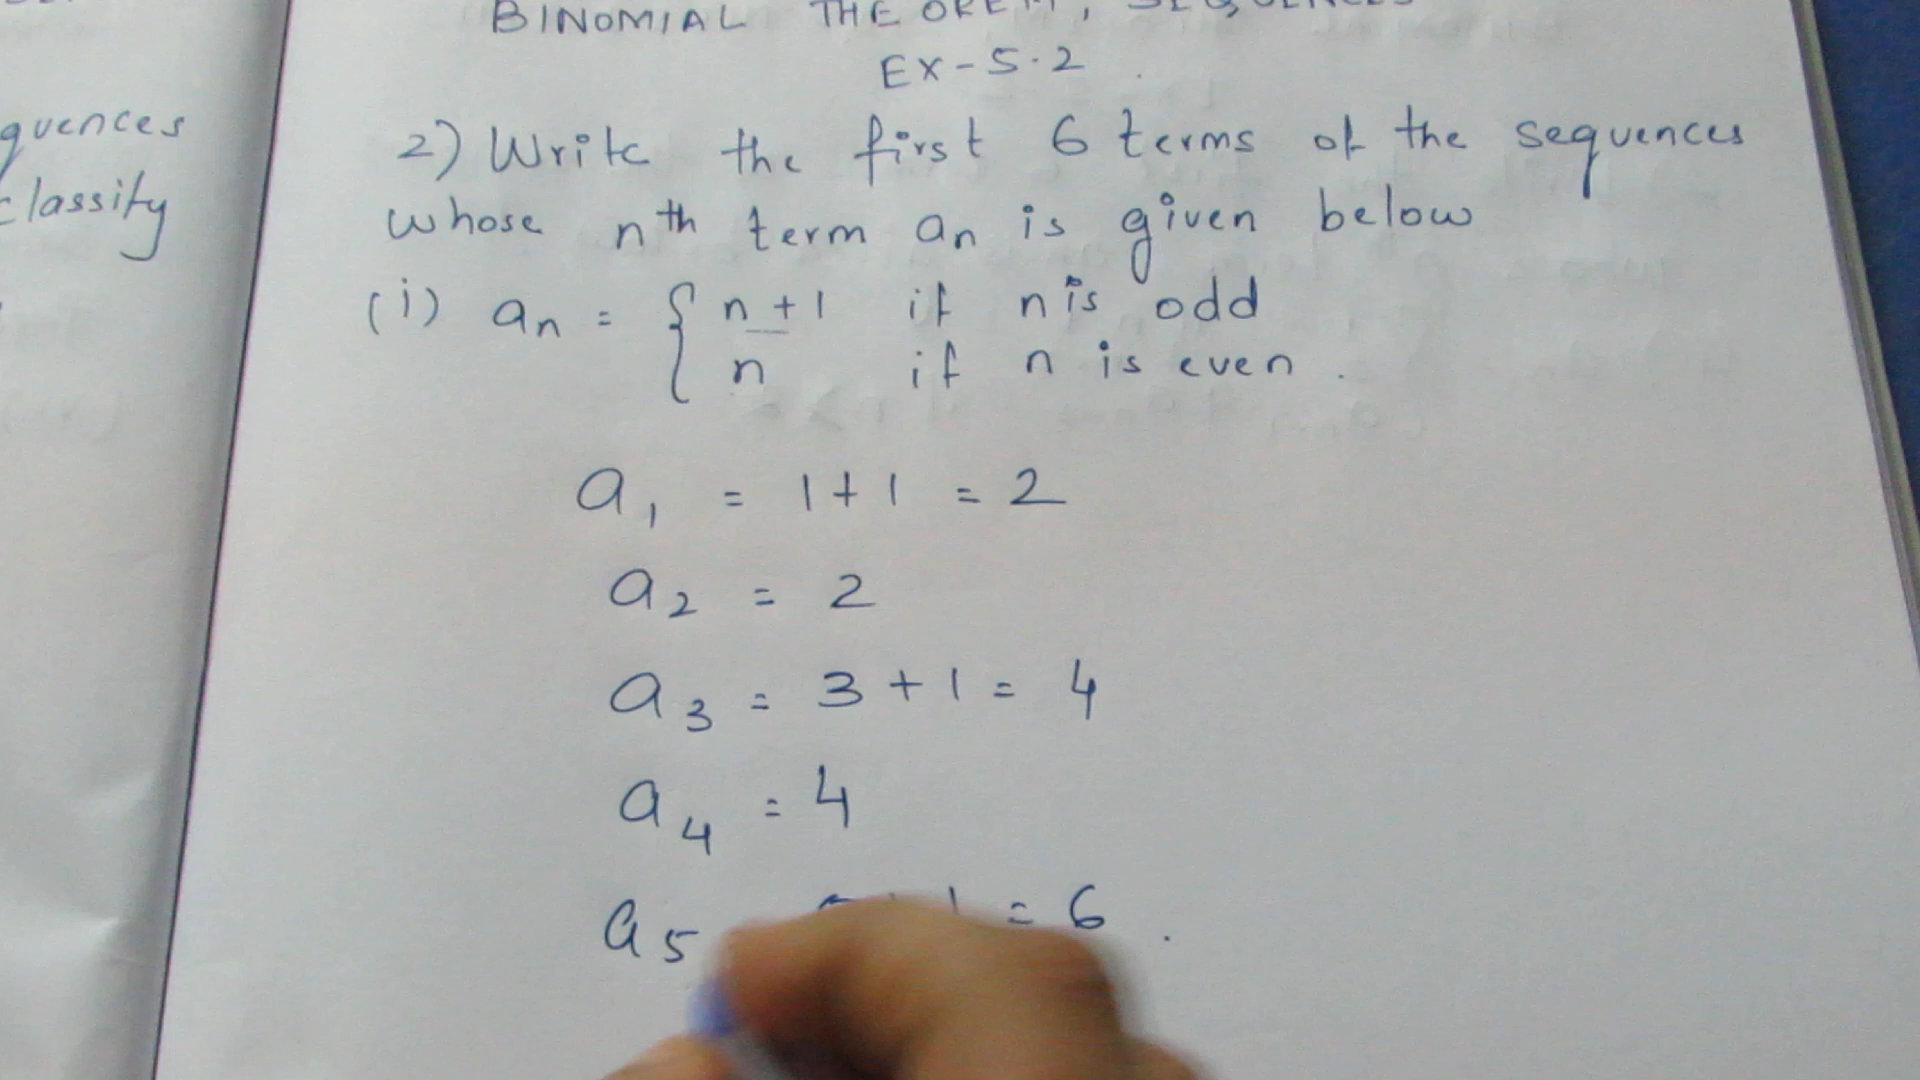 BINOMIAL THEOREM, SEQUENCES
EX-5.2
quences
classify
2) Write the first 6 terms of the sequences
whose nth term an is given below
(i) an = { n+1 if n is odd
n if n is even.
a1 = 1+1 = 2
a2 = 2
a3 = 3+1 = 4
a4 = 4
a5 = 6.